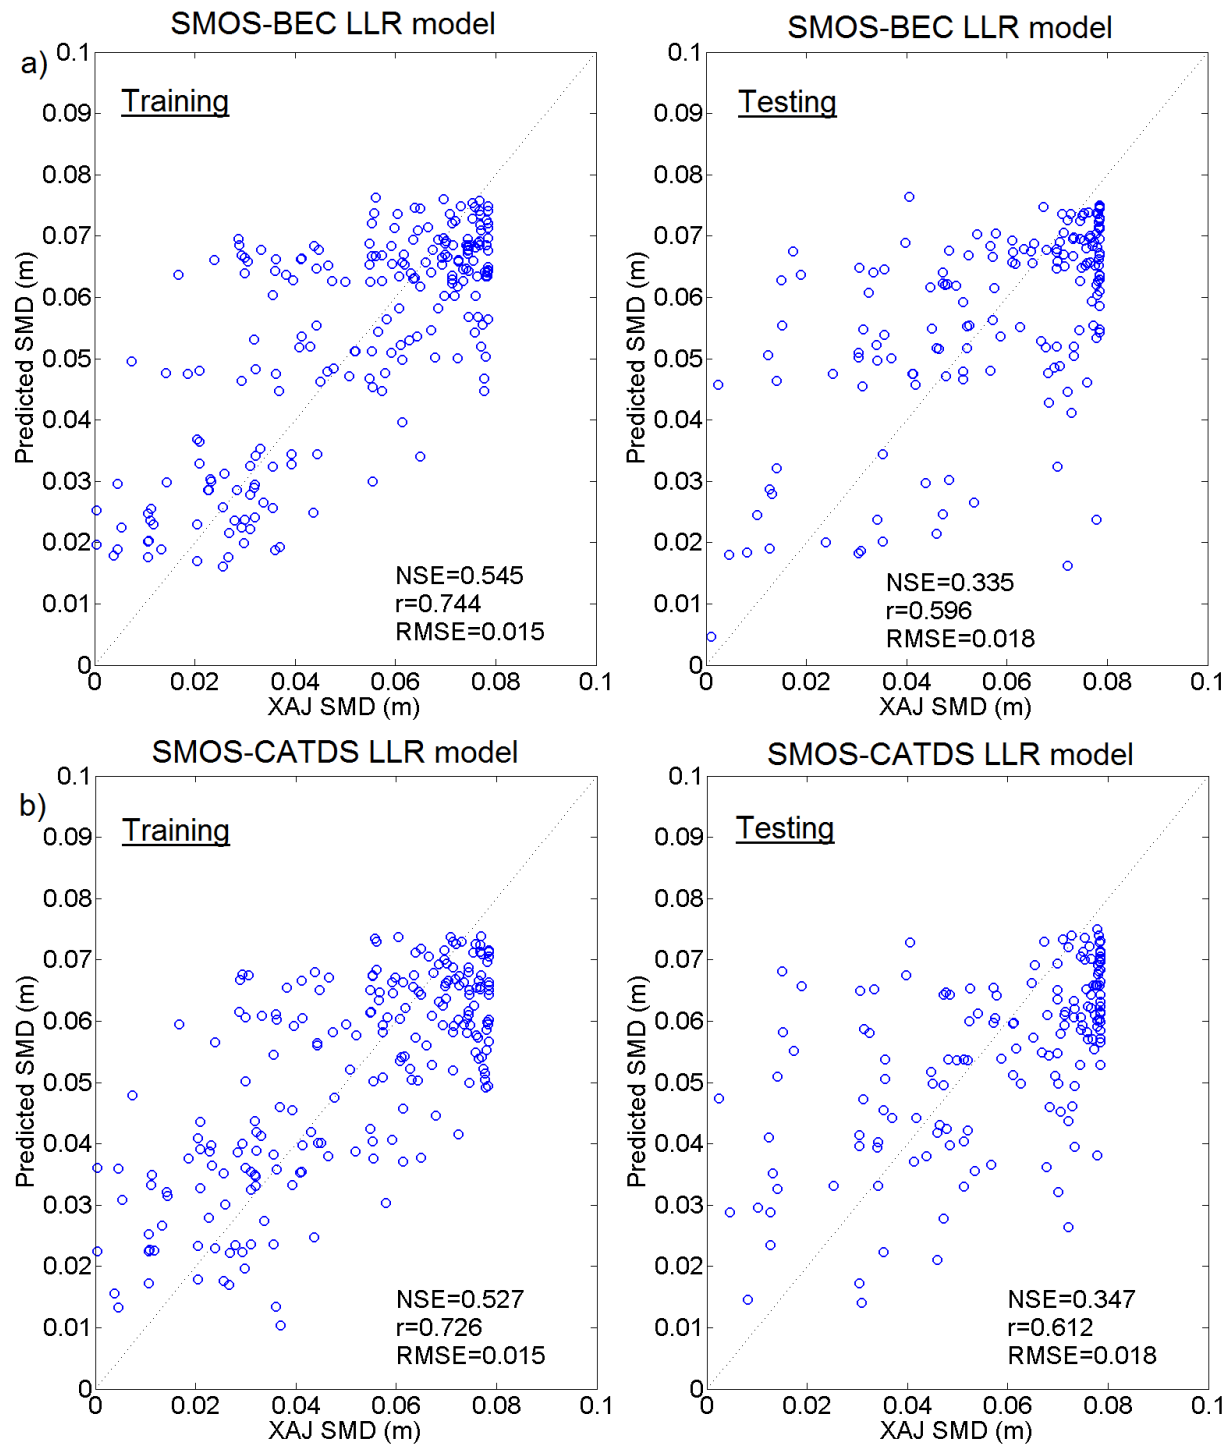 SMOS-BEC LLR model
a)
Training
0.1
0.09
0.08
0.07
0.06
0.05
0.04
0.03
0.02
0.01
0
Predicted SMD (m)
NSE=0.545
r=0.744
RMSE=0.015
0 0.02 0.04 0.06 0.08 0.1
XAJ SMD (m)
SMOS-BEC LLR model
Testing
0.1
0.09
0.08
0.07
0.06
0.05
0.04
0.03
0.02
0.01
0
Predicted SMD (m)
NSE=0.335
r=0.596
RMSE=0.018
0 0.02 0.04 0.06 0.08 0.1
XAJ SMD (m)
SMOS-CATDS LLR model
b)
Training
0.1
0.09
0.08
0.07
0.06
0.05
0.04
0.03
0.02
0.01
0
Predicted SMD (m)
NSE=0.527
r=0.726
RMSE=0.015
0 0.02 0.04 0.06 0.08 0.1
XAJ SMD (m)
SMOS-CATDS LLR model
Testing
0.1
0.09
0.08
0.07
0.06
0.05
0.04
0.03
0.02
0.01
0
Predicted SMD (m)
NSE=0.347
r=0.612
RMSE=0.018
0 0.02 0.04 0.06 0.08 0.1
XAJ SMD (m)